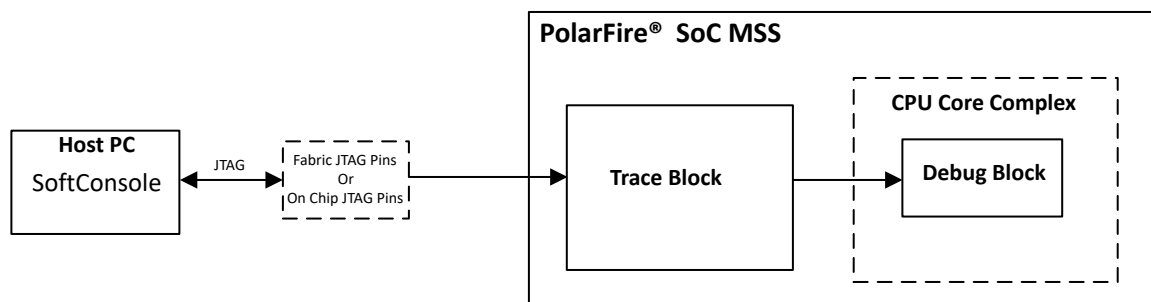 PolarFire® SoC MSS
CPU Core Complex
Host PC
SoftConsole
JTAG
Fabric JTAG Pins
Or
On Chip JTAG Pins
Trace Block
Debug Block